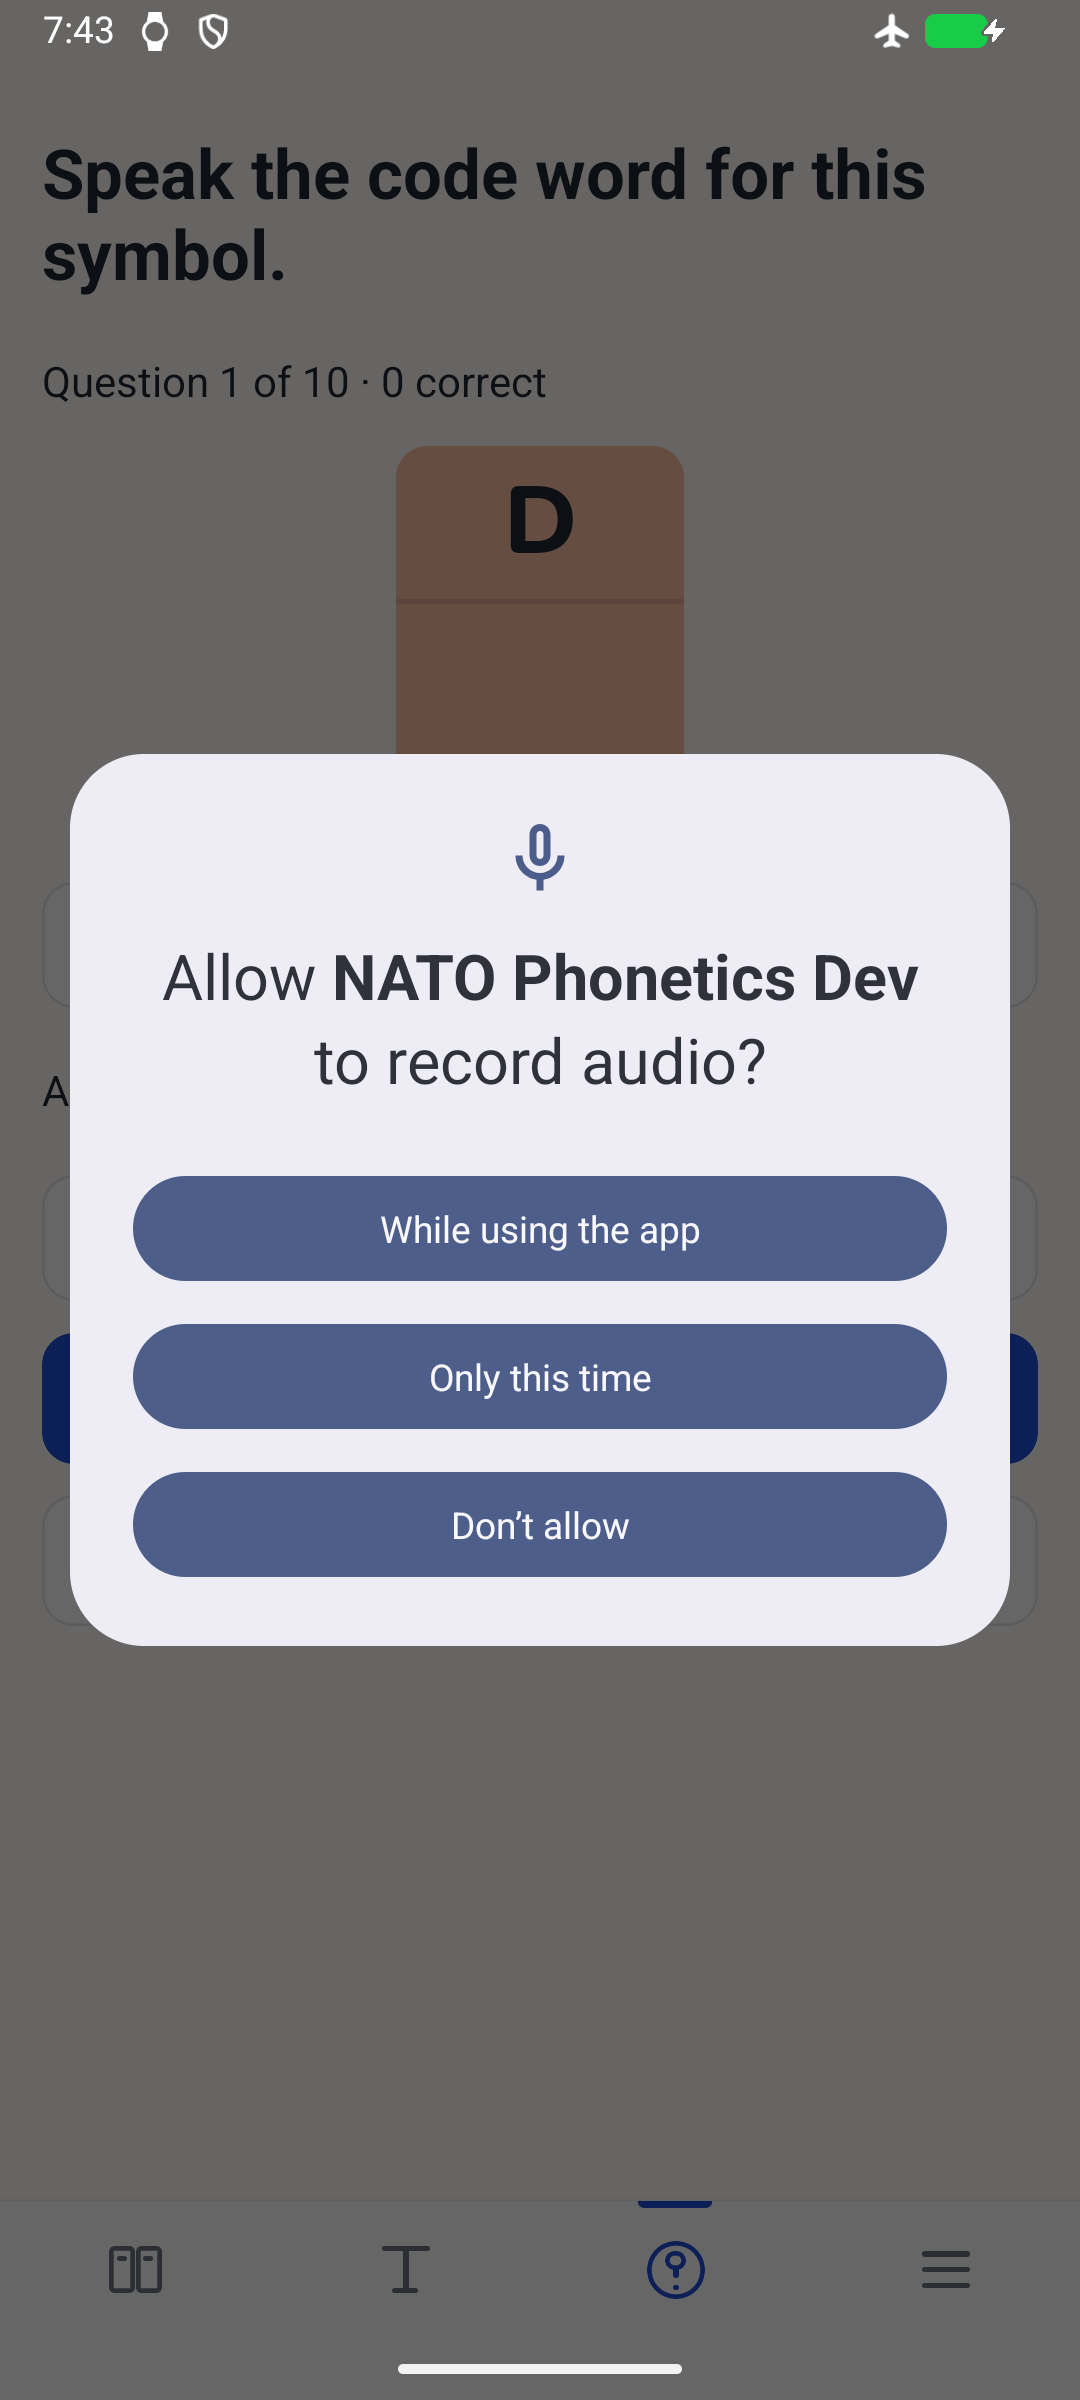 7:43
Speak the code word for this
symbol.
Question 1 of 10 · 0 correct
D
A
Allow NATO Phonetics Dev
to record audio?
While using the app
Only this time
Don’t allow